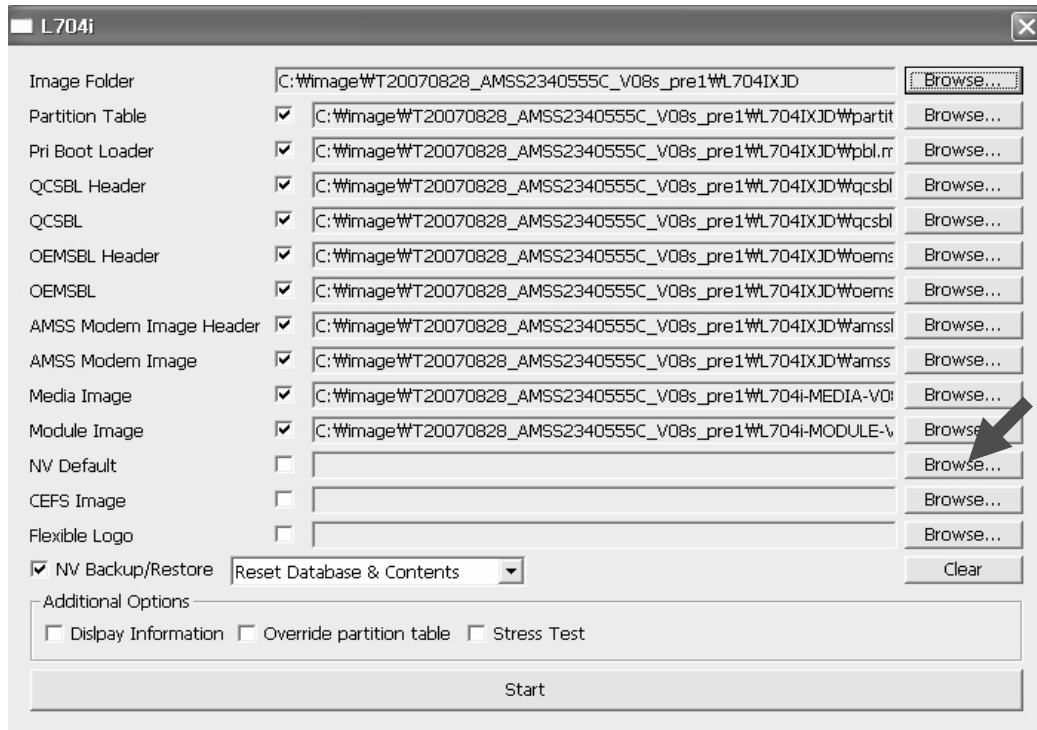 L704i
Image Folder C:₩image₩T20070828_AMSS2340555C_V08s_pre1₩L704IXJD Browse...
Partition Table C:₩image₩T20070828_AMSS2340555C_V08s_pre1₩L704IXJD₩partit Browse...
Pri Boot Loader C:₩image₩T20070828_AMSS2340555C_V08s_pre1₩L704IXJD₩pbl.m Browse...
QCSBL Header C:₩image₩T20070828_AMSS2340555C_V08s_pre1₩L704IXJD₩qcsbl Browse...
QCSBL C:₩image₩T20070828_AMSS2340555C_V08s_pre1₩L704IXJD₩qcsbl Browse...
OEMSBL Header C:₩image₩T20070828_AMSS2340555C_V08s_pre1₩L704IXJD₩oems Browse...
OEMSBL C:₩image₩T20070828_AMSS2340555C_V08s_pre1₩L704IXJD₩oems Browse...
AMSS Modem Image Header C:₩image₩T20070828_AMSS2340555C_V08s_pre1₩L704IXJD₩amssl Browse...
AMSS Modem Image C:₩image₩T20070828_AMSS2340555C_V08s_pre1₩L704IXJD₩amss Browse...
Media Image C:₩image₩T20070828_AMSS2340555C_V08s_pre1₩L704i-MEDIA-V0 Browse...
Module Image C:₩image₩T20070828_AMSS2340555C_V08s_pre1₩L704i-MODULE-V Brows
NV Default Browse...
CEFS Image Browse...
Flexible Logo Browse...
NV Backup/Restore Reset Database & Contents Clear
Additional Options
Dislpay Information Override partition table Stress Test
Start